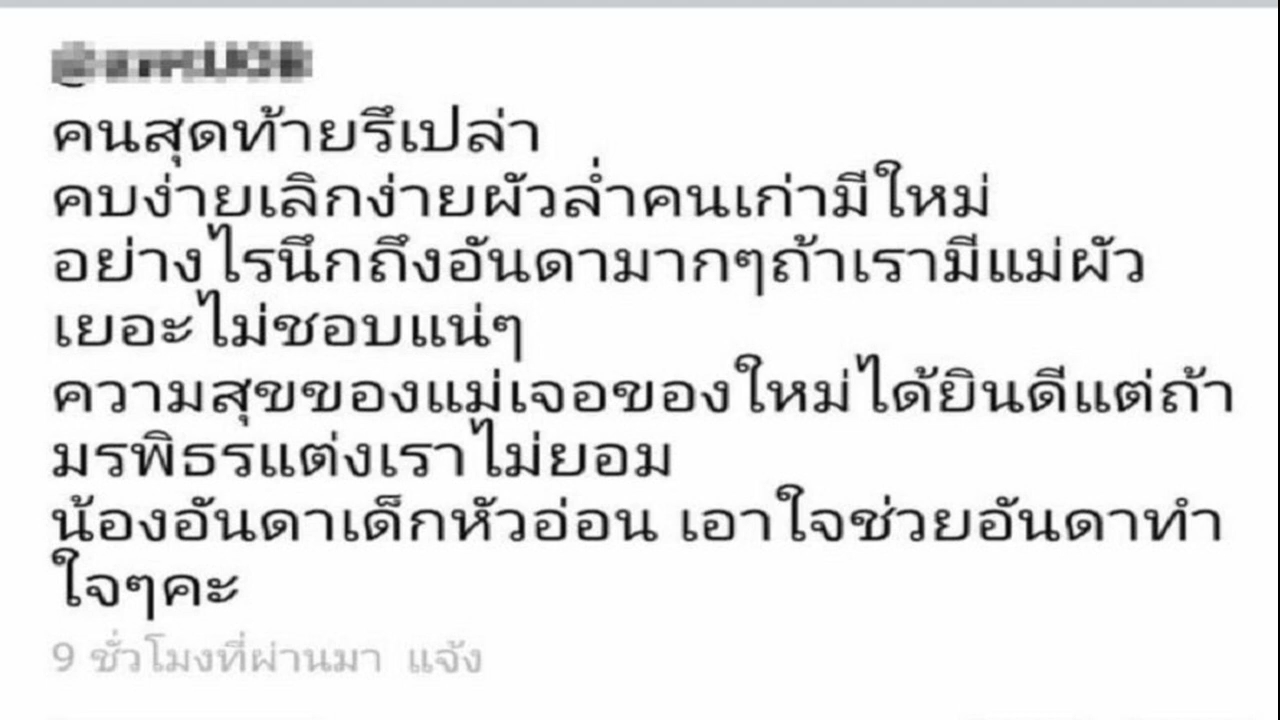 คนสุดท้ายรึเปล่า
คบง่ายเลิกง่ายผัวล่ำคนเก่ามีใหม่
อย่างไรนึกถึงอันดามากๆถ้าเรามีแม่ผัว
เยอะไม่ชอบแน่ๆ
ความสุขของแม่เจอของใหม่ได้ยินดีแต่ถ้า
มรพิธรแต่งเราไม่ยอม
น้องอันดาเด็กหัวอ่อน เอาใจช่วยอันดาทำ
ใจๆคะ
9 ชั่วโมงที่ผ่านมา แจ้ง